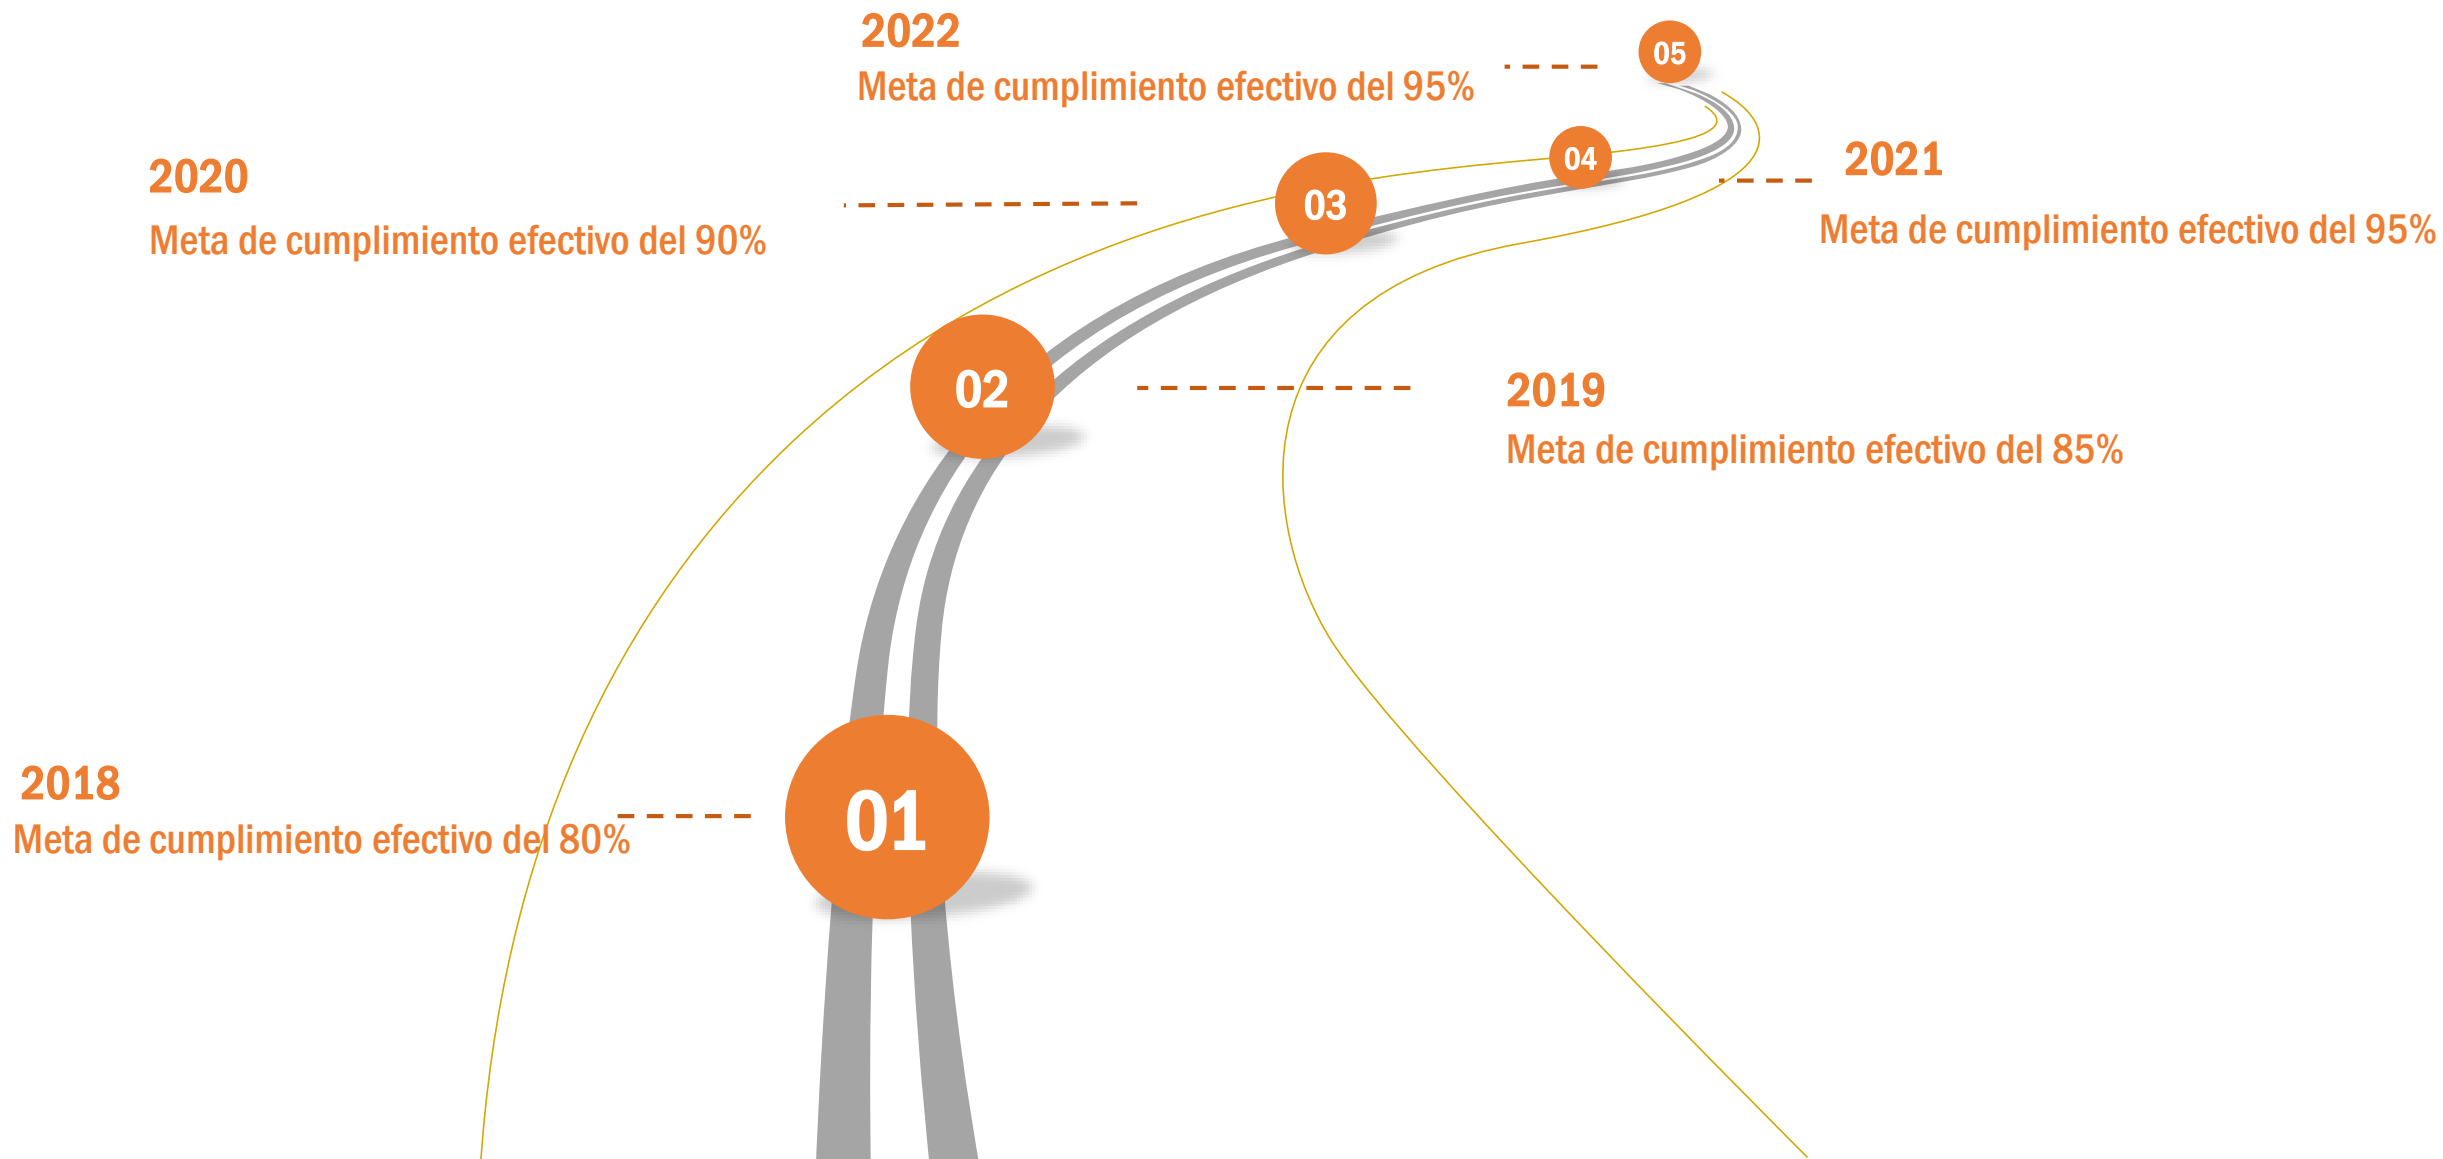 2022
Meta de cumplimiento efectivo del 95%
05
04
2021
Meta de cumplimiento efectivo del 95%
2020
Meta de cumplimiento efectivo del 90%
03
02
2019
Meta de cumplimiento efectivo del 85%
2018
Meta de cumplimiento efectivo del 80%
01